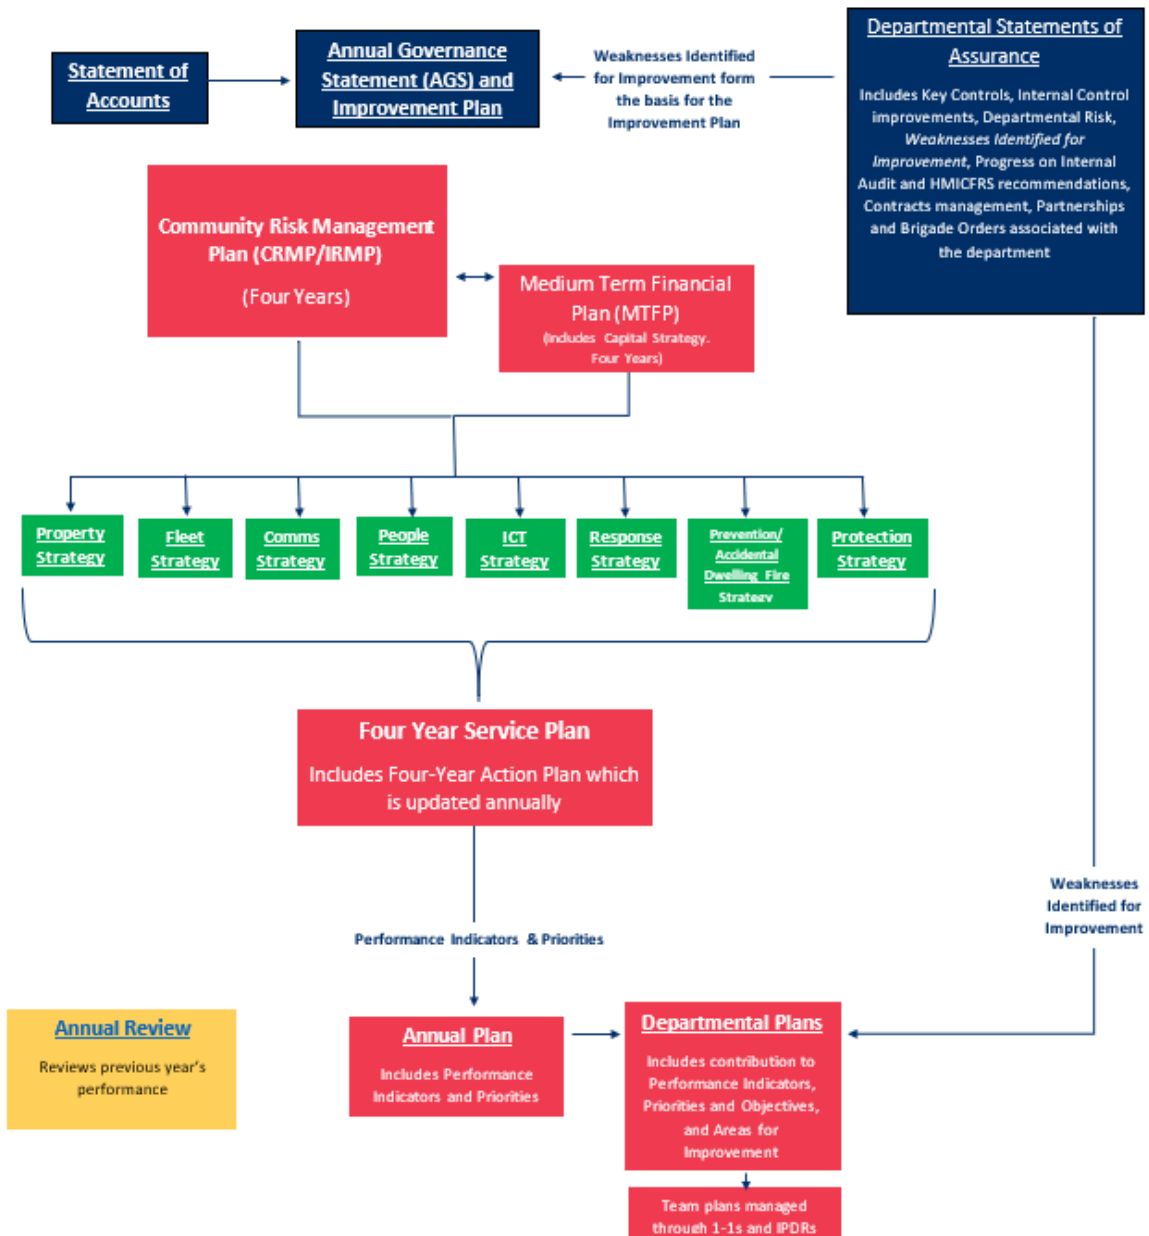 Statement of
Accounts
Annual Governance
Statement (AGS) and
Improvement Plan
Weaknesses Identified
for Improvement form
the basis for the
Improvement Plan
Departmental Statements of
Assurance
Includes Key Controls, Internal Control
improvements, Departmental Risk,
Weaknesses Identified for
Improvement, Progress on Internal
Audit and HMICFRS recommendations,
Contracts management, Partnerships
and Brigade Orders associated with
the department
Community Risk Management
Plan (CRMP/IRMP)
(Four Years)
Medium Term Financial
Plan (MTFP)
(Includes Capital Strategy.
Four Years)
Property
Strategy
Fleet
Strategy
Comms
Strategy
People
Strategy
ICT
Strategy
Response
Strategy
Prevention/
Accidental
Dwelling Fire
Strategy
Protection
Strategy
Four Year Service Plan
Includes Four-Year Action Plan which
is updated annually
Weaknesses
Identified for
Improvement
Performance Indicators & Priorities
Annual Review
Reviews previous year's
performance
Annual Plan
Includes Performance
Indicators and Priorities
Departmental Plans
Includes contribution to
Performance Indicators,
Priorities and Objectives,
and Areas for
Improvement
Team plans managed
through 1-1s and IPDRs